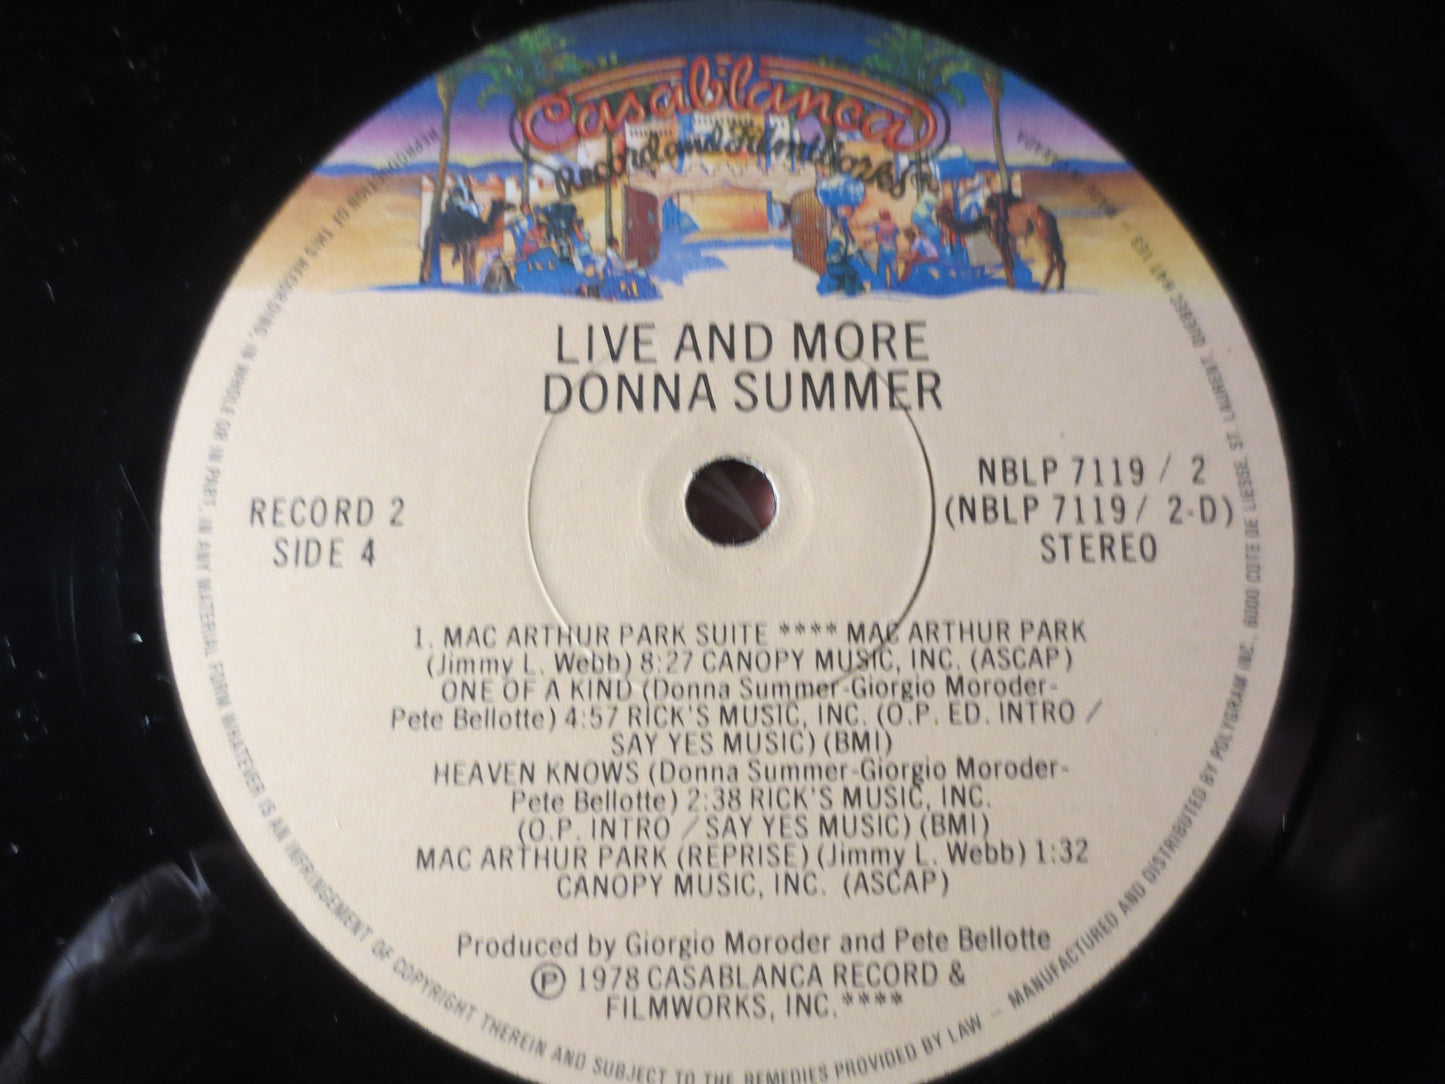 Casablanca
Record and FilmWorks
LIVE AND MORE
DONNA SUMMER
RECORD 2
SIDE 4
NBLP 7119 / 2
(NBLP 7119/ 2-D)
STEREO
1. MAC ARTHUR PARK SUITE **** MAC ARTHUR PARK
(Jimmy L. Webb) 8:27 CANOPY MUSIC, INC. (ASCAP)
ONE OF A KIND (Donna Summer-Giorgio Moroder-
Pete Bellotte) 4:57 RICK'S MUSIC, INC. (O.P. ED. INTRO /
SAY YES MUSIC) (BMI)
HEAVEN KNOWS (Donna Summer-Giorgio Moroder-
Pete Bellotte) 2:38 RICK'S MUSIC, INC.
(O.P. INTRO / SAY YES MUSIC) (BMI)
MAC ARTHUR PARK (REPRISE) (Jimmy L. Webb) 1:32
CANOPY MUSIC, INC. (ASCAP)
Produced by Giorgio Moroder and Pete Bellotte
Ⓟ 1978 CASABLANCA RECORD &
FILMWORKS, INC. ****
REPRODUCTION OF THIS RECORDING, IN WHOLE OR IN PART, IN ANY MATERIAL FORM WHATEVER IS AN INFRINGEMENT OF COPYRIGHT THEREIN AND SUBJECT TO THE REMEDIES PROVIDED BY LAW – MANUFACTURED AND DISTRIBUTED BY POLYGRAM INC., 6000 COTE DE LIESSE, ST. LAURENT, QUEBEC H4T 1E3 – MADE IN CANADA